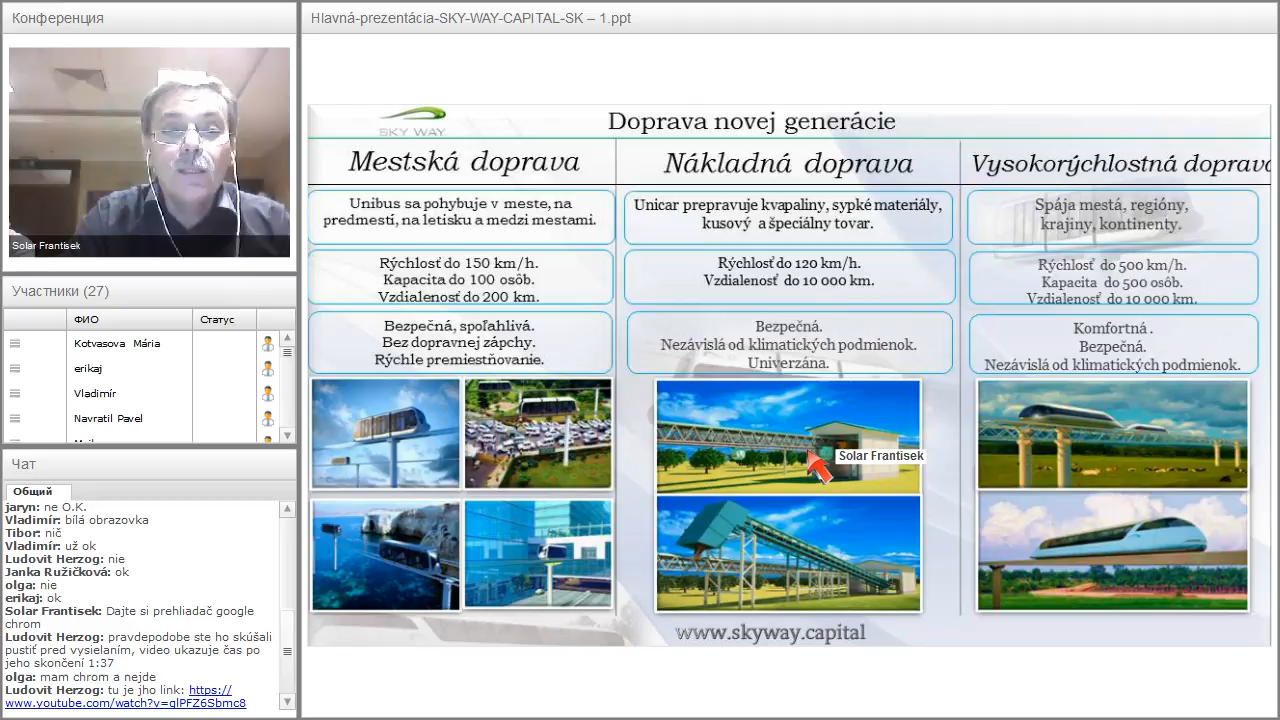 Конференция
Solar Frantisek
Участники (27)
ФИО
Статус
Kotvasova Mária
erikaj
Vladimír
Navratil Pavel
Чат
Общий
jaryn: ne O.K.
Vladimír: bílá obrazovka
Tibor: nič
Vladimír: už ok
Ludovit Herzog: nie
Janka Ružičková: ok
olga: nie
erikaj: ok
Solar Frantisek: Dajte si prehliadač google
chrom
Ludovit Herzog: pravdepodobe ste ho skúšali
pustiť pred vysielaním, video ukazuje čas po
jeho skončení 1:37
olga: mam chrom a nejde
Ludovit Herzog: tu je jho link: https://
www.youtube.com/watch?v=glPFZ6Sbmc8
Hlavná-prezentácia-SKY-WAY-CAPITAL-SK – 1.ppt
SKY WAY
Doprava novej generácie
Mestská doprava
Unibus sa pohybuje v meste, na
predmestí, na letisku a medzi mestami.
Rýchlosť do 150 km/h.
Kapacita do 100 osôb.
Vzdialenosť do 200 km.
Bezpečná, spoľahlivá.
Bez dopravnej zápchy.
Rýchle premiestňovanie.
Nákladná doprava
Unicar prepravuje kvapaliny, sypké materiály,
kusový a špeciálny tovar.
Rýchlosť do 120 km/h.
Vzdialenosť do 10 000 km.
Bezpečná.
Nezávislá od klimatických podmienok.
Univerzána.
Solar Frantisek
Vysokorýchlostná doprava
Spája mestá, regióny,
krajiny, kontinenty.
Rýchlosť do 500 km/h.
Kapacita do 500 osôb.
Vzdialenosť do 10 000 km.
Komfortná .
Bezpečná.
Nezávislá od klimatických podmienok.
www.skyway.capital